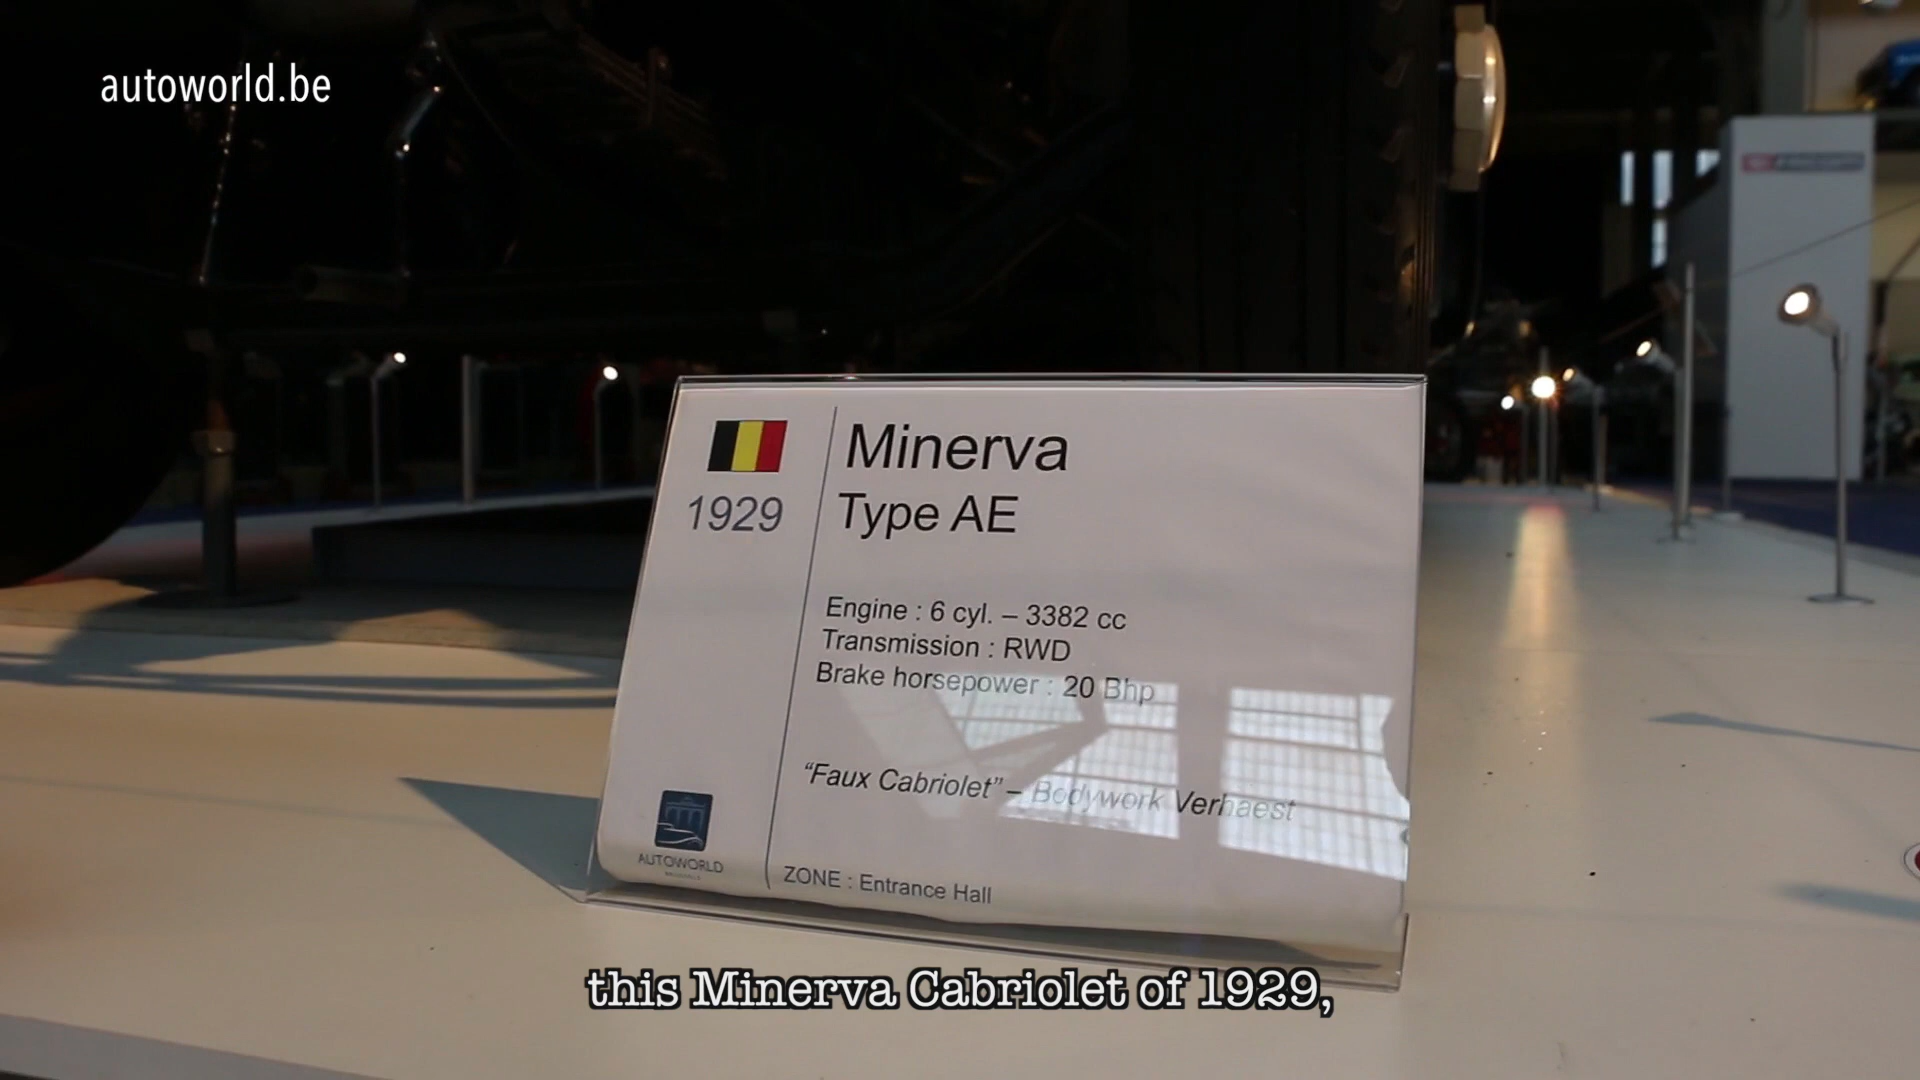 autoworld.be
Minerva
1929
Type AE
Engine : 6 cyl. – 3382 cc
Transmission : RWD
Brake horsepower : 20 Bhp
“Faux Cabriolet” – Bodywork Verhaest
AUTOWORLD
ZONE : Entrance Hall
this Minerva Cabriolet of 1929,